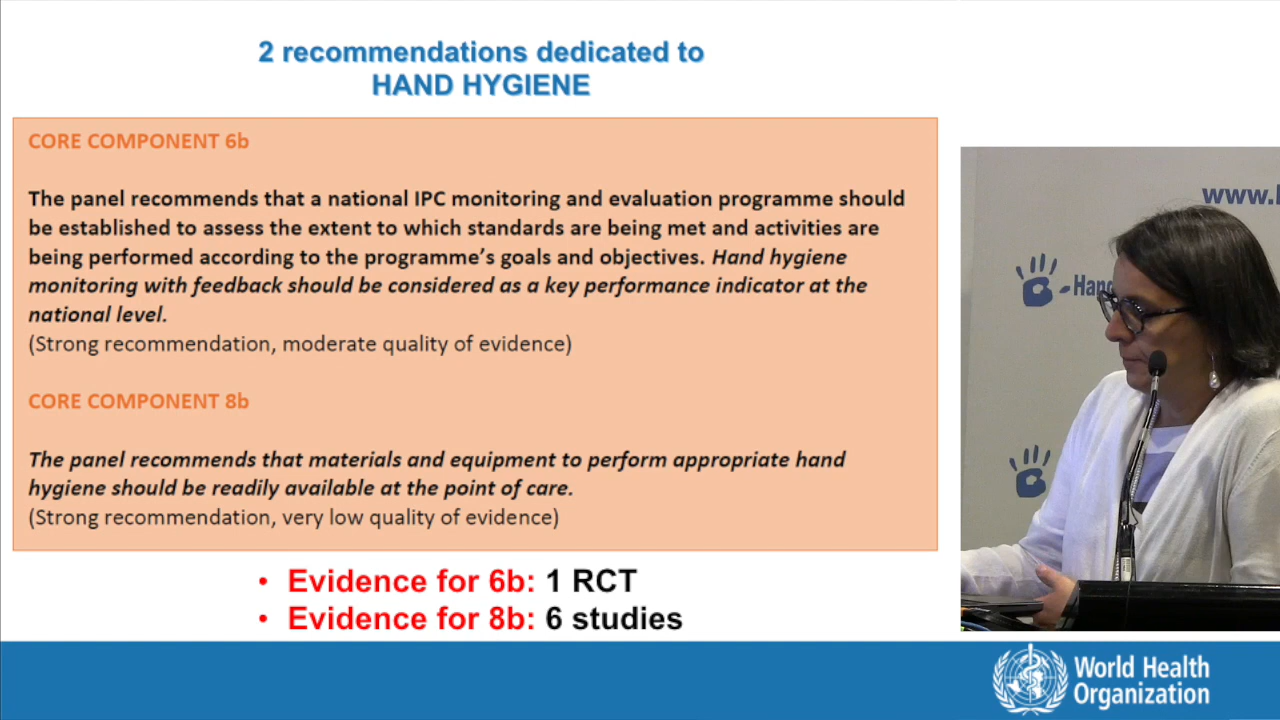 2 recommendations dedicated to
HAND HYGIENE
CORE COMPONENT 6b
The panel recommends that a national IPC monitoring and evaluation programme should
be established to assess the extent to which standards are being met and activities are
being performed according to the programme's goals and objectives. Hand hygiene
monitoring with feedback should be considered as a key performance indicator at the
national level.
(Strong recommendation, moderate quality of evidence)
CORE COMPONENT 8b
The panel recommends that materials and equipment to perform appropriate hand
hygiene should be readily available at the point of care.
(Strong recommendation, very low quality of evidence)
• Evidence for 6b: 1 RCT
• Evidence for 8b: 6 studies
www.
Hand
World Health
Organization